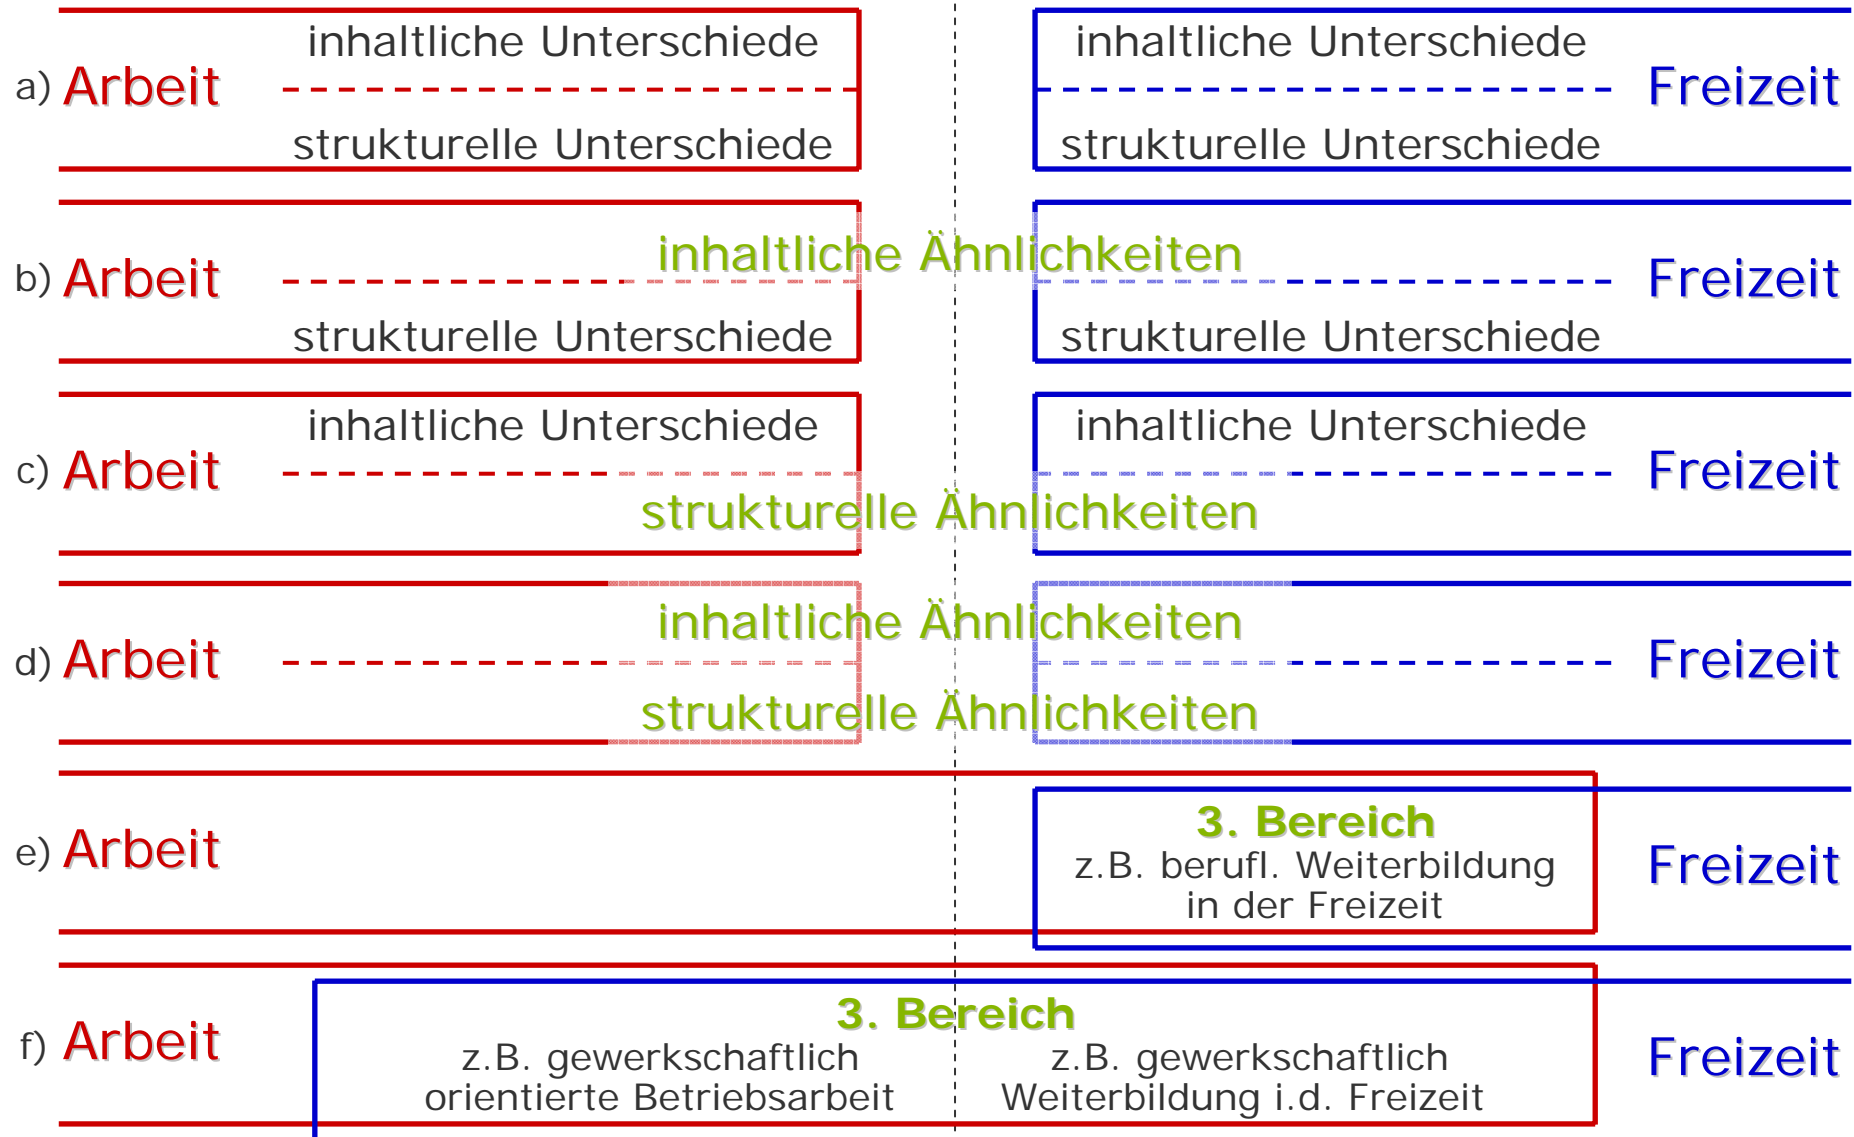 inhaltliche Unterschiede inhaltliche Unterschiede
a) Arbeit Freizeit
strukturelle Unterschiede strukturelle Unterschiede
inhaltliche Ähnlichkeiten
b) Arbeit Freizeit
strukturelle Unterschiede strukturelle Unterschiede
inhaltliche Unterschiede inhaltliche Unterschiede
c) Arbeit Freizeit
strukturelle Ähnlichkeiten
inhaltliche Ähnlichkeiten
d) Arbeit Freizeit
strukturelle Ähnlichkeiten
3. Bereich
e) Arbeit z.B. berufl. Weiterbildung Freizeit
in der Freizeit
3. Bereich
f) Arbeit z.B. gewerkschaftlich z.B. gewerkschaftlich Freizeit
orientierte Betriebsarbeit Weiterbildung i.d. Freizeit